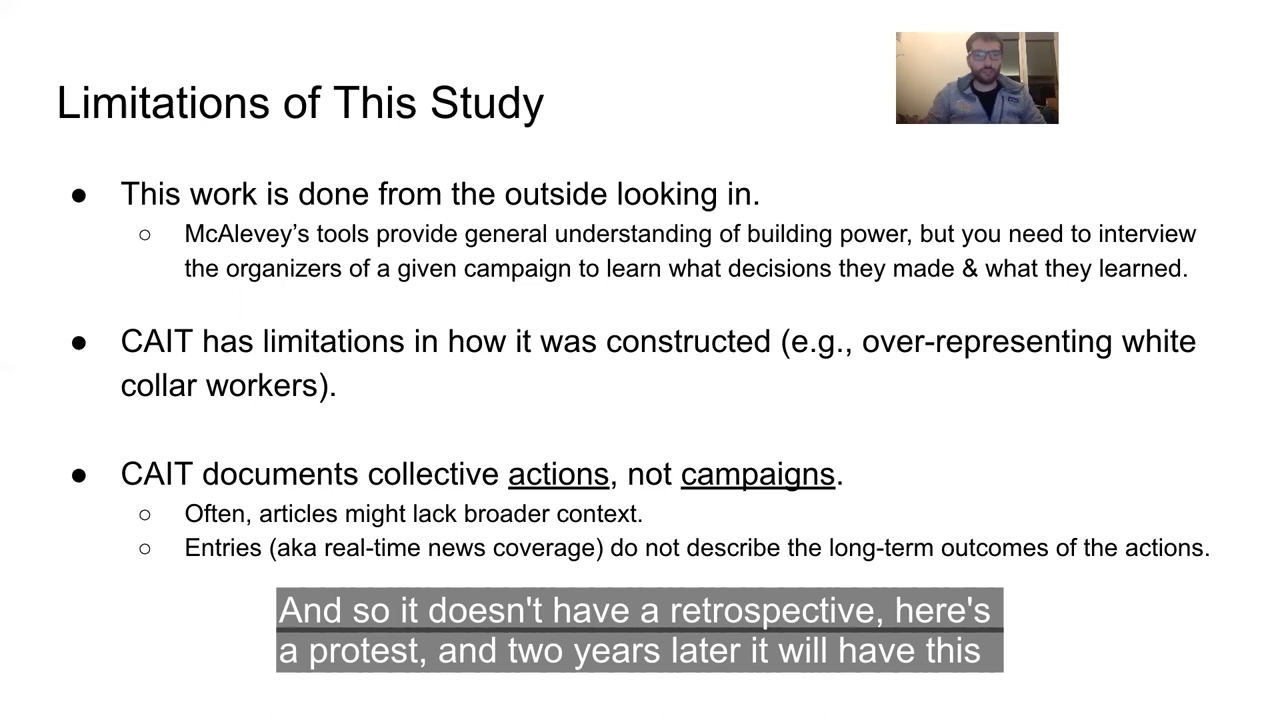 Limitations of This Study
● This work is done from the outside looking in.
○ McAlevey’s tools provide general understanding of building power, but you need to interview
the organizers of a given campaign to learn what decisions they made & what they learned.
● CAIT has limitations in how it was constructed (e.g., over-representing white
collar workers).
● CAIT documents collective actions, not campaigns.
○ Often, articles might lack broader context.
○ Entries (aka real-time news coverage) do not describe the long-term outcomes of the actions.
And so it doesn't have a retrospective, here's
a protest, and two years later it will have this